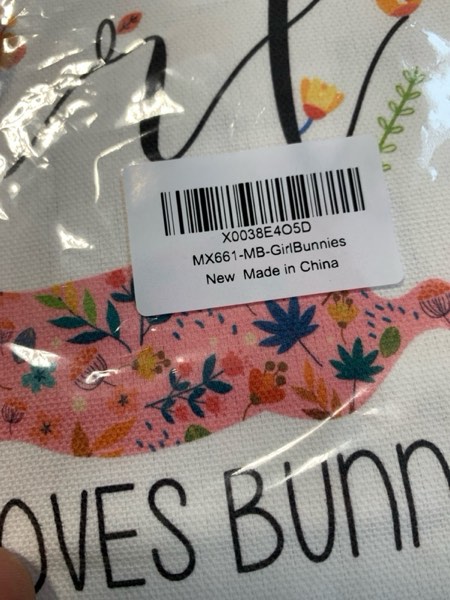 X0038E4O5D
MX661-MB-GirlBunnies
New Made in China
OVES BUNN